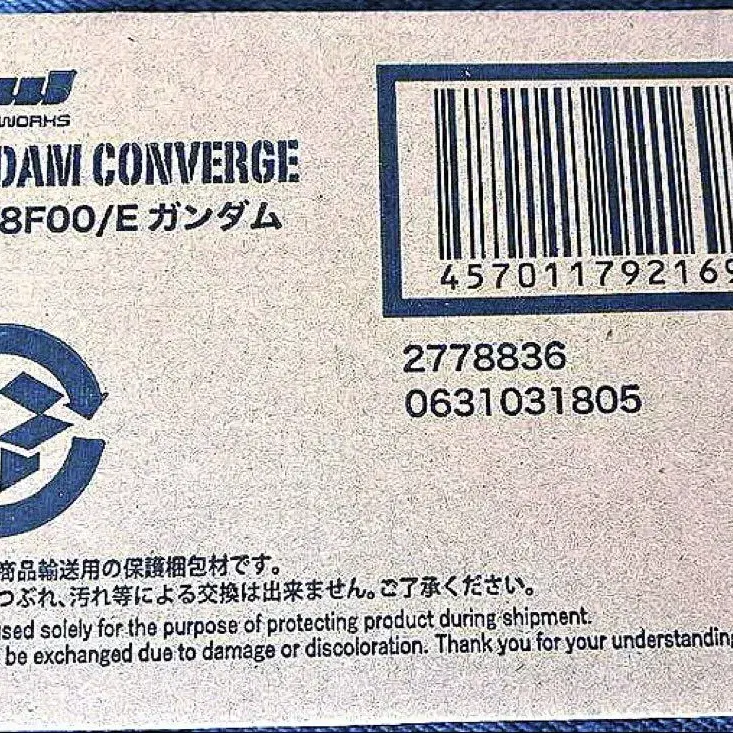 WORKS
DAM CONVERGE
8F00/E ガンダム
457011792169
2778836
0631031805
商品輸送用の保護梱包材です。
つぶれ、汚れ等による交換は出来ません。ご了承ください。
used solely for the purpose of protecting product during shipment.
be exchanged due to damage or discoloration. Thank you for your understanding